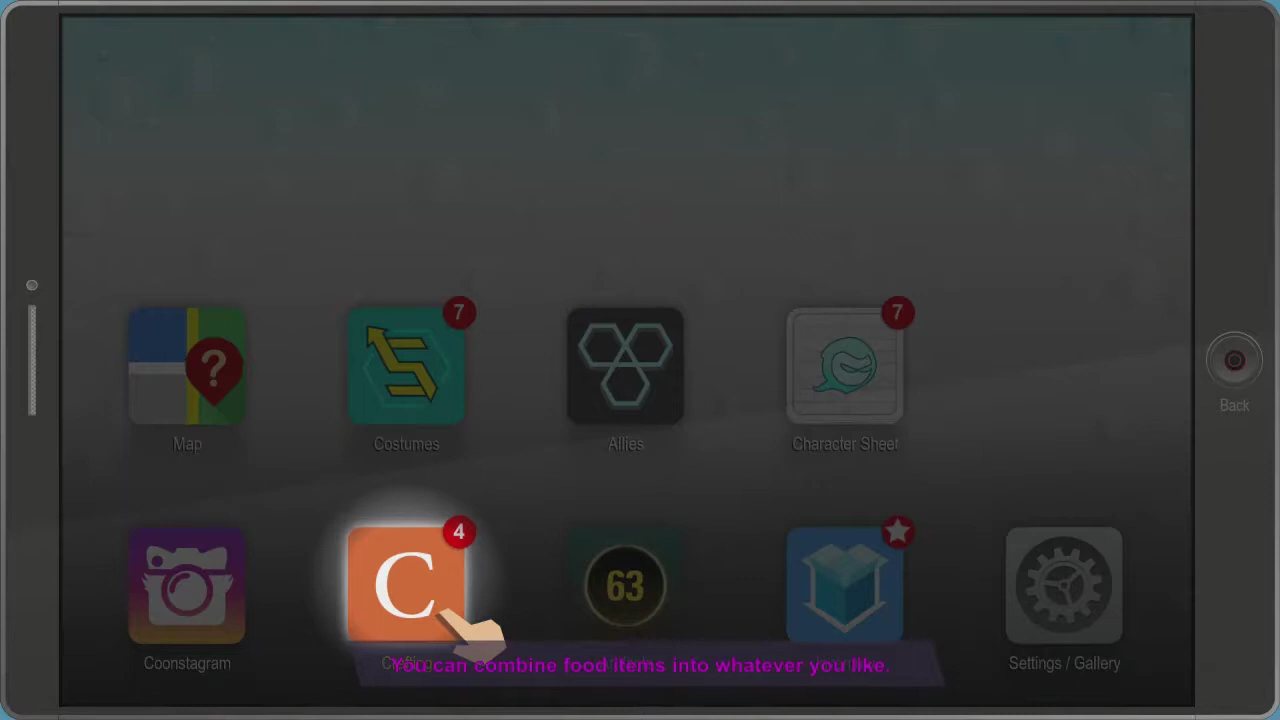 7
7
?
Map
Costumes
Allies
Character Sheet
Back
4
C
63
Coonstagram
Crafting
You can combine food items into whatever you like.
Settings / Gallery